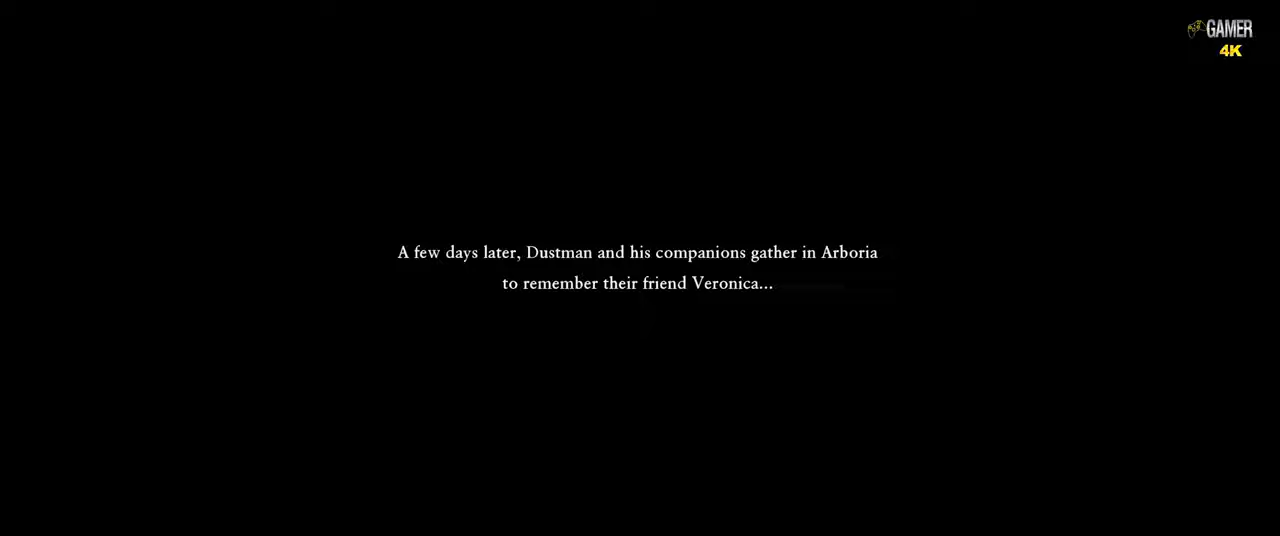 GAMER
4K
A few days later, Dustman and his companions gather in Arboria
to remember their friend Veronica...